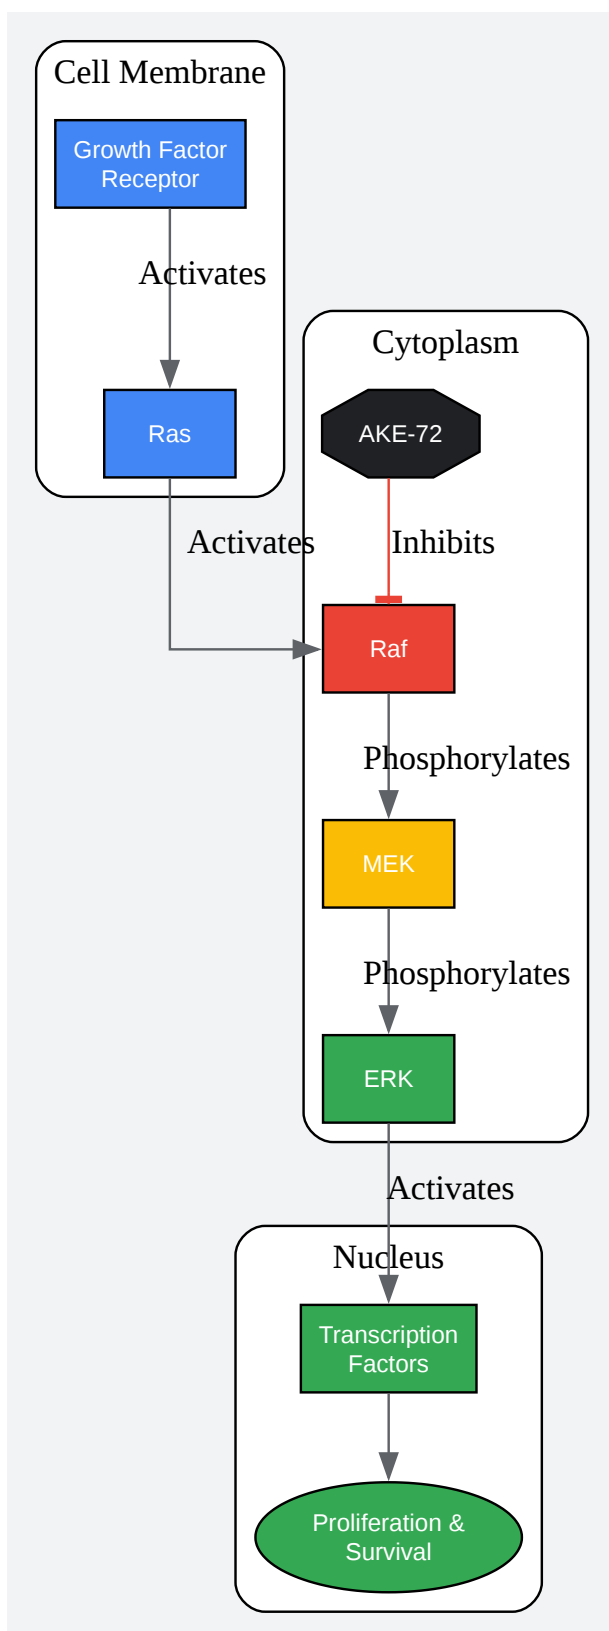 Cell Membrane
Growth Factor
Receptor
Activates
Ras
Activates
Cytoplasm
AKE-72
Inhibits
Raf
Phosphorylates
MEK
Phosphorylates
ERK
Activates
Nucleus
Transcription
Factors
Proliferation &
Survival